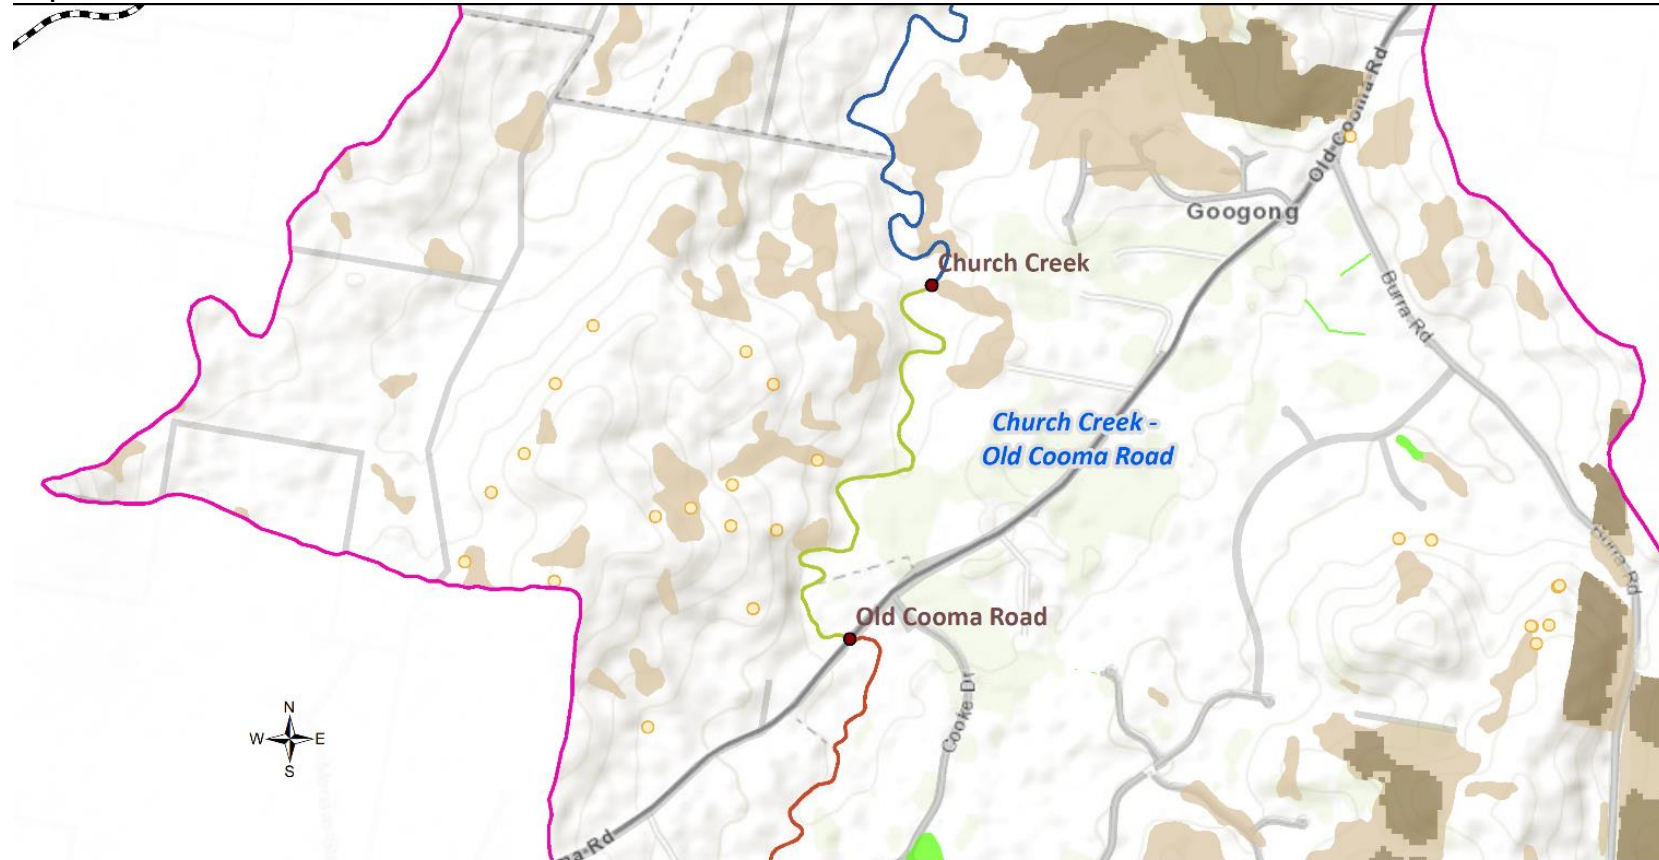 Old-Cooma-Rd
Googong
Church Creek
Burra Rd
Church Creek -
Old Cooma Road
Burra Rd
Old Cooma Road
Cooke Dr
N
W E
S
a-Rd